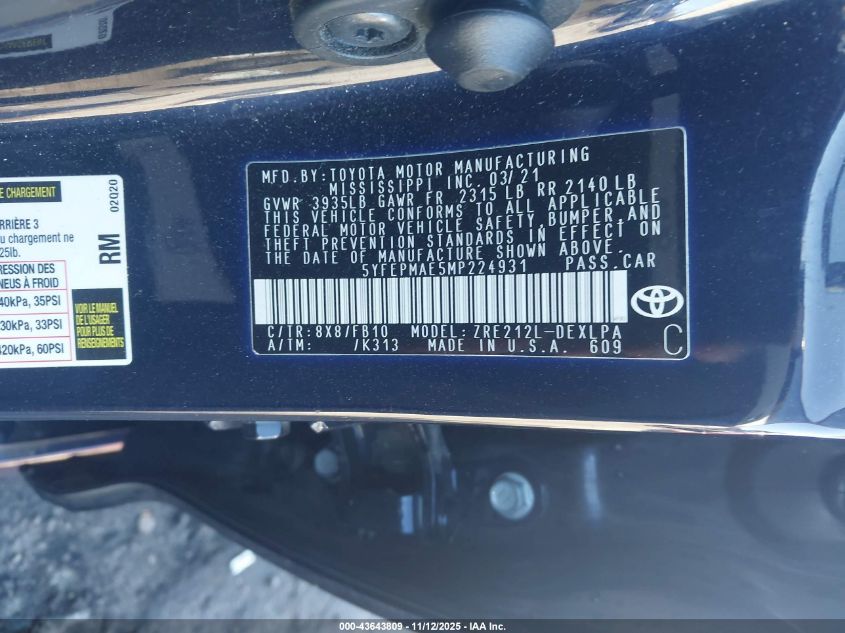 E CHARGEMENT
02Q20
RRIÈRE 3
u chargement ne
25lb.
RM
RESSION DES
NEUS À FROID
40kPa, 35PSI
30kPa, 33PSI
420kPa, 60PSI
VOIR LE MANUEL
DE L'USAGER
POUR PLUS DE
RENSEIGNEMENTS
MFD.BY:TOYOTA MOTOR MANUFACTURING
MISSISSIPPI INC. 03/21
GVWR 3935LB GAWR FR 2315 LB RR 2140LB
THIS VEHICLE CONFORMS TO ALL APPLICABLE
FEDERAL MOTOR VEHICLE SAFETY,BUMPER,AND
THEFT PREVENTION STANDARDS IN EFFECT ON
THE DATE OF MANUFACTURE SHOWN ABOVE.
5YFEPMAE5MP224931 PASS.CAR
C/TR:8X8/FB10 MODEL:ZRE212L-DEXLPA
A/TM: /K313 MADE IN U.S.A. 609 C
000-43643809 - 11/12/2025 - IAA Inc.